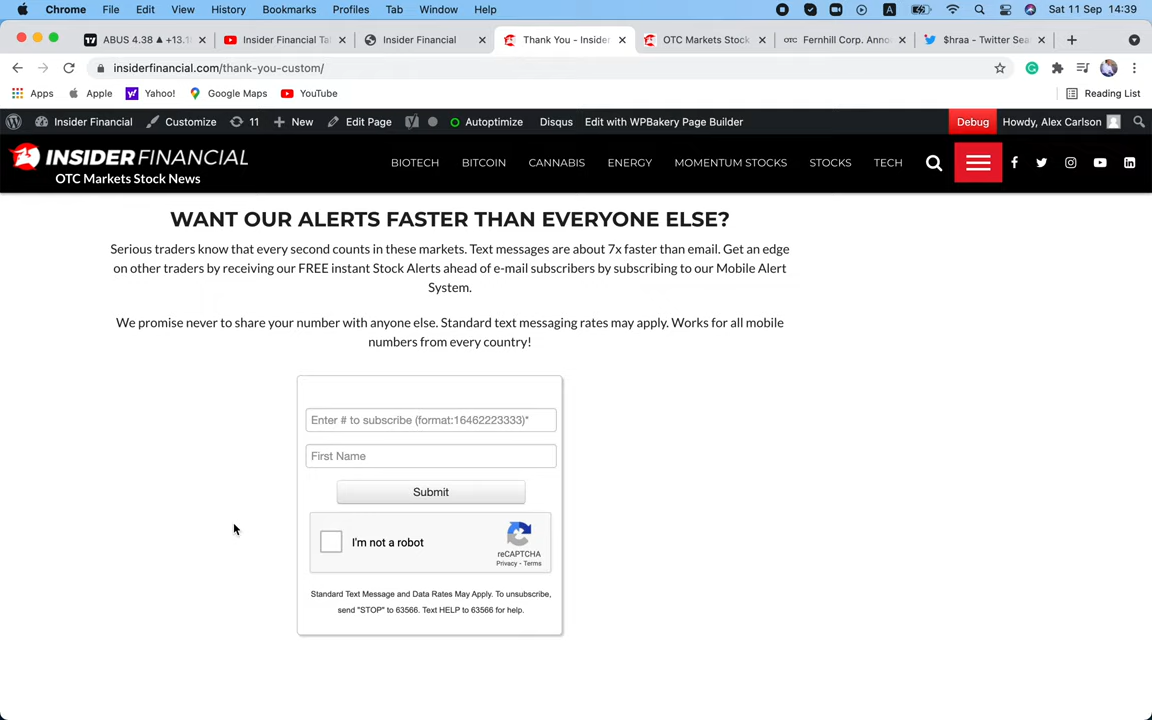 Chrome File Edit View History Bookmarks Profiles Tab Window Help A Sat 11 Sep 14:39
ABUS 4.38 ▲ +13.1 Insider Financial Ta Insider Financial Thank You - Inside OTC Markets Stock Fernhill Corp. Anno $hraa - Twitter Sea
insiderfinancial.com/thank-you-custom/
Apps Apple Yahoo! Google Maps YouTube Reading List
Insider Financial Customize 11 New Edit Page Autoptimize Disqus Edit with WPBakery Page Builder Debug Howdy, Alex Carlson
INSIDER FINANCIAL BIOTECH BITCOIN CANNABIS ENERGY MOMENTUM STOCKS STOCKS TECH
OTC Markets Stock News
WANT OUR ALERTS FASTER THAN EVERYONE ELSE?
Serious traders know that every second counts in these markets. Text messages are about 7x faster than email. Get an edge
on other traders by receiving our FREE instant Stock Alerts ahead of e-mail subscribers by subscribing to our Mobile Alert
System.
We promise never to share your number with anyone else. Standard text messaging rates may apply. Works for all mobile
numbers from every country!
Enter # to subscribe (format:16462223333)*
First Name
Submit
I'm not a robot
reCAPTCHA
Privacy - Terms
Standard Text Message and Data Rates May Apply. To unsubscribe,
send "STOP" to 63566. Text HELP to 63566 for help.